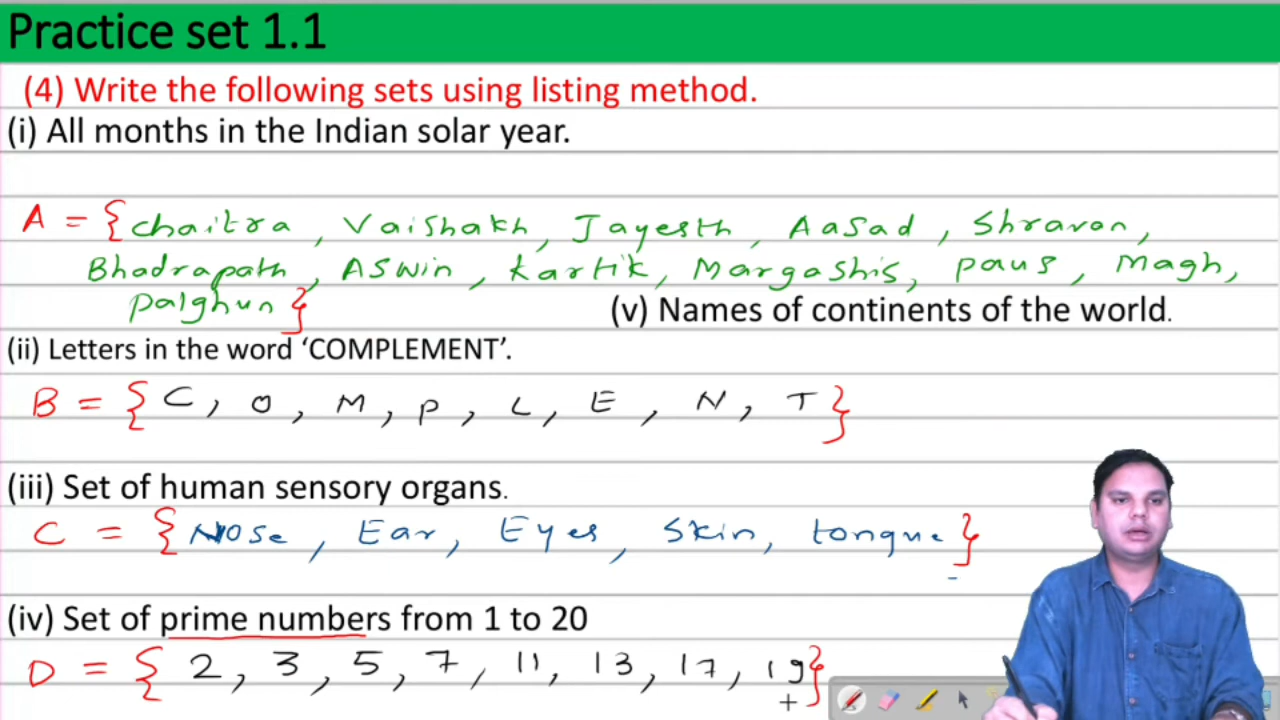 Practice set 1.1
(4) Write the following sets using listing method.
(i) All months in the Indian solar year.
A = {chaitra, Vaishakh, Jayesth, Aasad, Shravan,
Bhadrapath, ASwin, Kartik, Margashis, paus, Magh,
palghun}
(v) Names of continents of the world.
(ii) Letters in the word ‘COMPLEMENT’.
B = {C, O, M, P, L, E, N, T}
(iii) Set of human sensory organs.
C = {Nose, Ear, Eyes, Skin, tongue}
(iv) Set of prime numbers from 1 to 20
D = {2, 3, 5, 7, 11, 13, 17, 19}